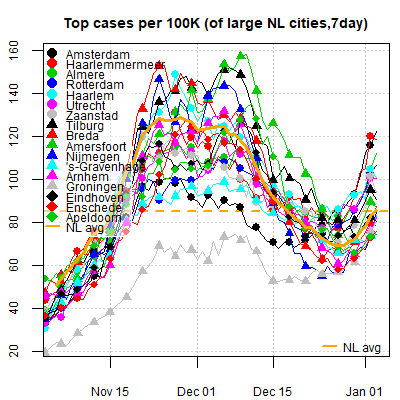 Top cases per 100K (of large NL cities,7day)
160
140
120
100
80
60
40
20
Amsterdam
Haarlemmermeer
Almere
Rotterdam
Haarlem
Utrecht
Zaanstad
Tilburg
Breda
Amersfoort
Nijmegen
's-Gravenhage
Arnhem
Groningen
Eindhoven
Enschede
Apeldoorn
NL avg
NL avg
Nov 15
Dec 01
Dec 15
Jan 01